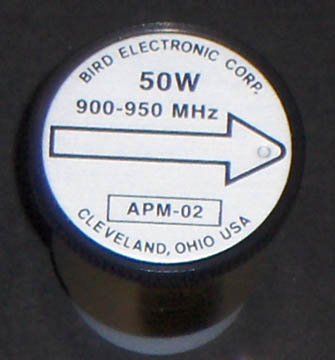 BIRD ELECTRONIC CORP.
50W
900-950 MHz
APM-02
CLEVELAND, OHIO USA